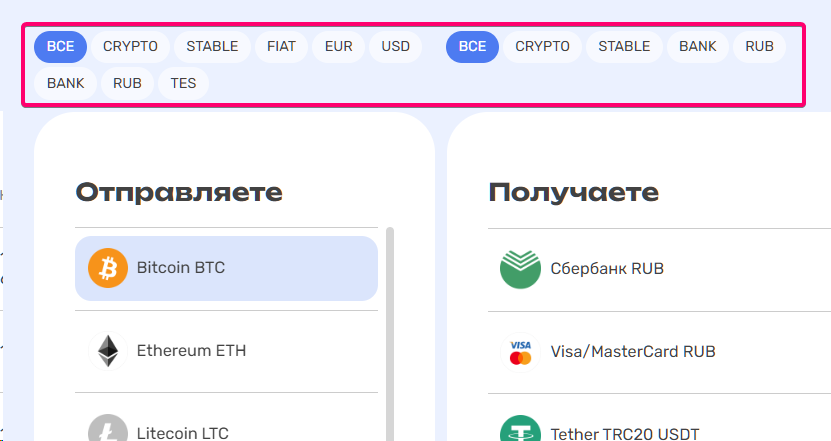 ВСЕ CRYPTO STABLE FIAT EUR USD
BANK RUB TES
ВСЕ CRYPTO STABLE BANK RUB
Отправляете
Bitcoin BTC
Ethereum ETH
Litecoin LTC
Получаете
Сбербанк RUB
VISA
Visa/MasterCard RUB
Tether TRC20 USDT